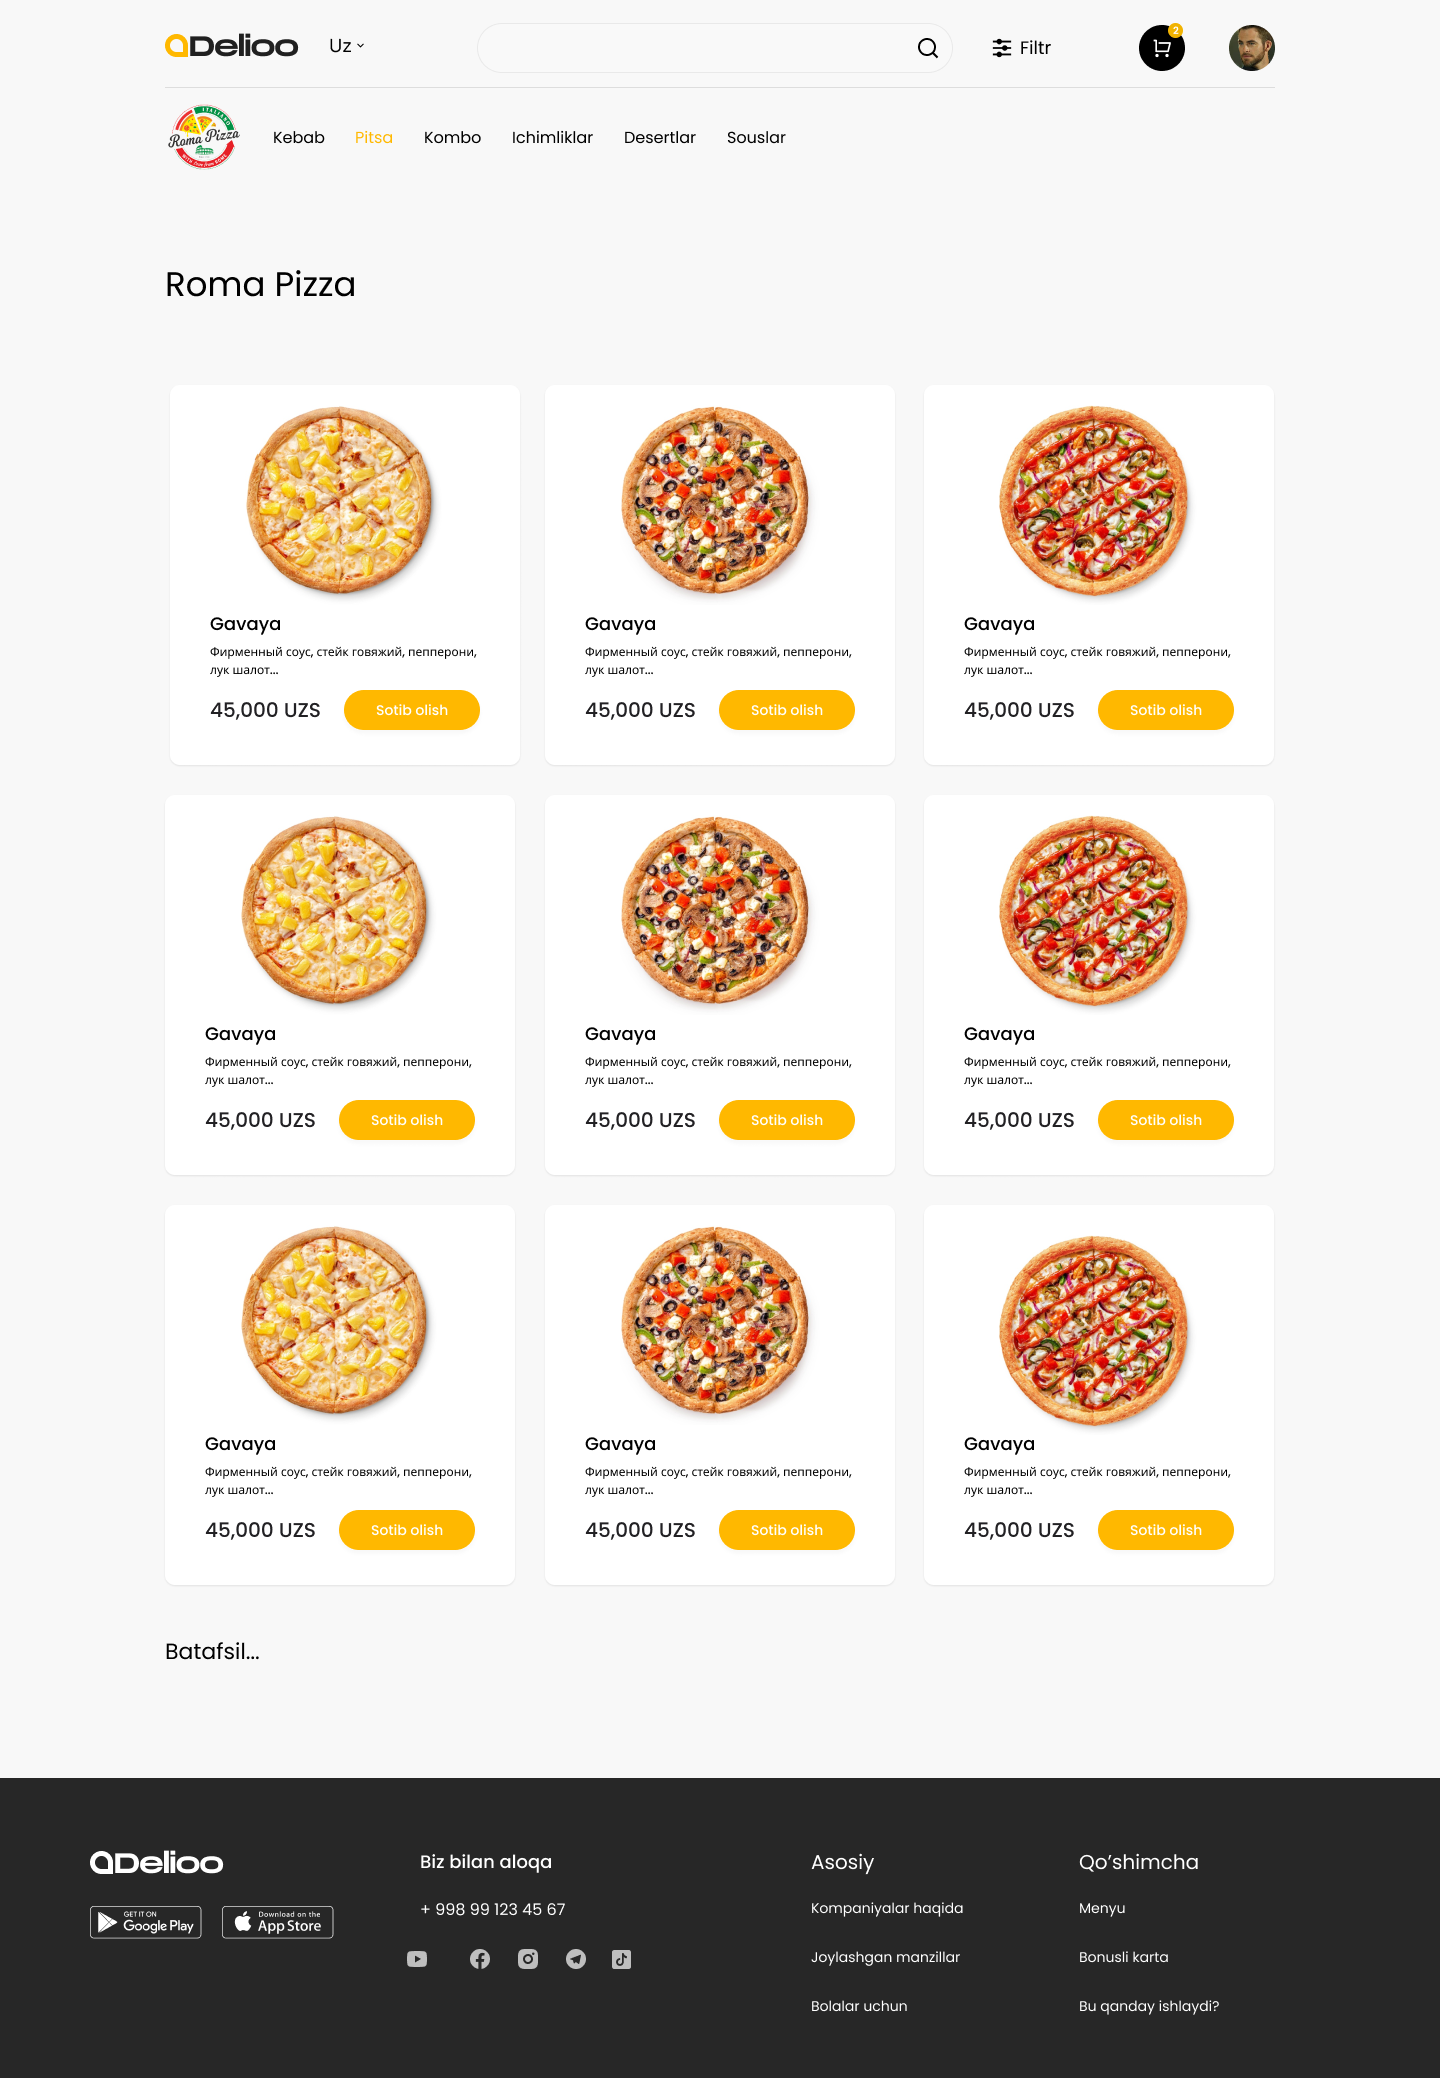 Delioo
Uz
Filtr
2
ITALIANO
Roma Pizza
Kebab
Pitsa
Kombo
Ichimliklar
Desertlar
Souslar
Roma Pizza
Gavaya
Фирменный соус, стейк говяжий, пепперони,
лук шалот...
45,000 UZS
Sotib olish
Gavaya
Фирменный соус, стейк говяжий, пепперони,
лук шалот...
45,000 UZS
Sotib olish
Gavaya
Фирменный соус, стейк говяжий, пепперони,
лук шалот...
45,000 UZS
Sotib olish
Gavaya
Фирменный соус, стейк говяжий, пепперони,
лук шалот...
45,000 UZS
Sotib olish
Gavaya
Фирменный соус, стейк говяжий, пепперони,
лук шалот...
45,000 UZS
Sotib olish
Gavaya
Фирменный соус, стейк говяжий, пепперони,
лук шалот...
45,000 UZS
Sotib olish
Gavaya
Фирменный соус, стейк говяжий, пепперони,
лук шалот...
45,000 UZS
Sotib olish
Gavaya
Фирменный соус, стейк говяжий, пепперони,
лук шалот...
45,000 UZS
Sotib olish
Gavaya
Фирменный соус, стейк говяжий, пепперони,
лук шалот...
45,000 UZS
Sotib olish
Batafsil...
Delioo
GET IT ON
Google Play
Download on the
App Store
Biz bilan aloqa
+ 998 99 123 45 67
Asosiy
Kompaniyalar haqida
Joylashgan manzillar
Bolalar uchun
Qo’shimcha
Menyu
Bonusli karta
Bu qanday ishlaydi?